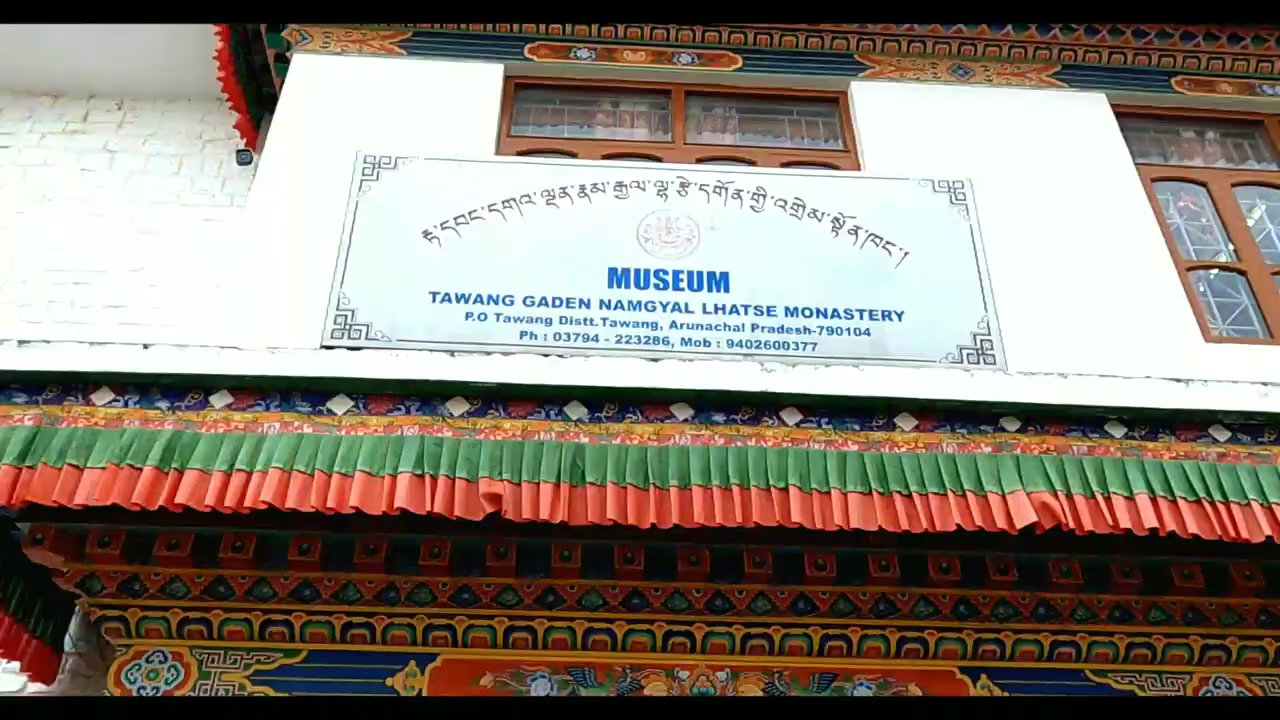 རྟ་དབང་དགའ་ལྡན་རྣམ་རྒྱལ་ལྷ་རྩེ་དགོན་གྱི་འགྲེམ་སྟོན་ཁང་།
MUSEUM
TAWANG GADEN NAMGYAL LHATSE MONASTERY
P.O Tawang Distt.Tawang, Arunachal Pradesh-790104
Ph : 03794 - 223286, Mob : 9402600377